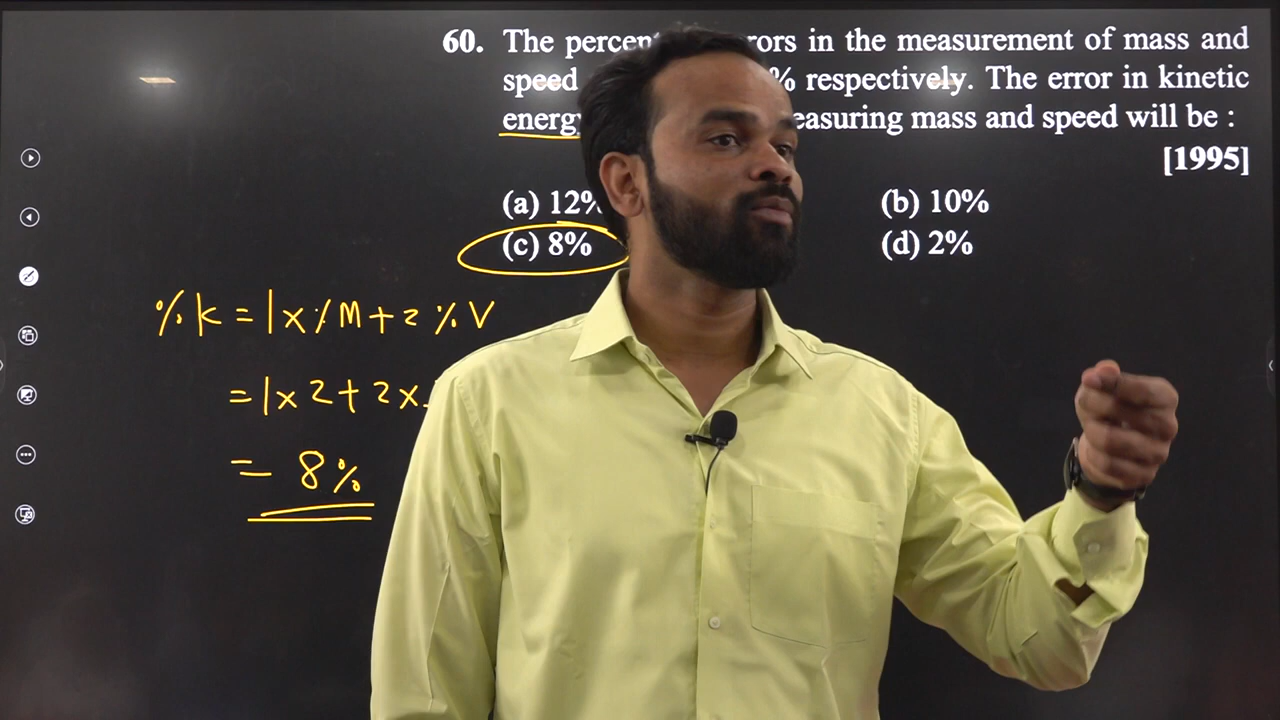 60. The percent rors in the measurement of mass and
speed % respectively. The error in kinetic
energy easuring mass and speed will be :
[1995]
(a) 12% (b) 10%
(c) 8% (d) 2%
% K = 1 x % M + 2 % V
= 1 x 2 + 2 x
= 8%